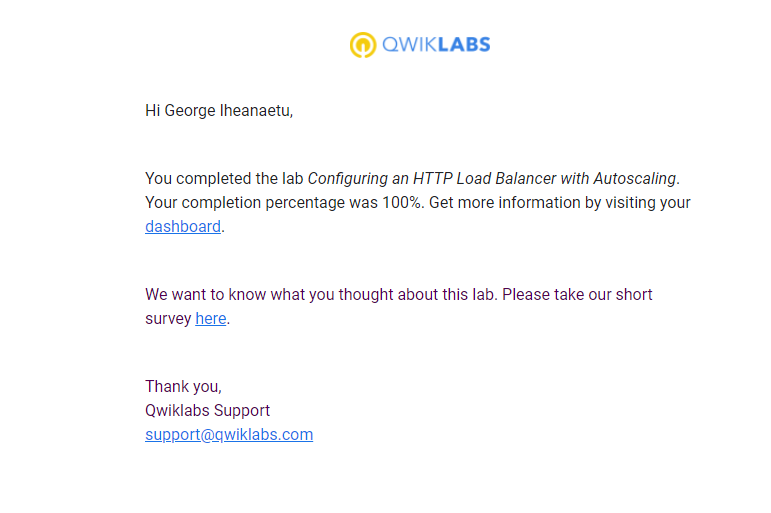 QWIKLABS
Hi George Iheanaetu,
You completed the lab Configuring an HTTP Load Balancer with Autoscaling.
Your completion percentage was 100%. Get more information by visiting your
dashboard.
We want to know what you thought about this lab. Please take our short
survey here.
Thank you,
Qwiklabs Support
support@qwiklabs.com